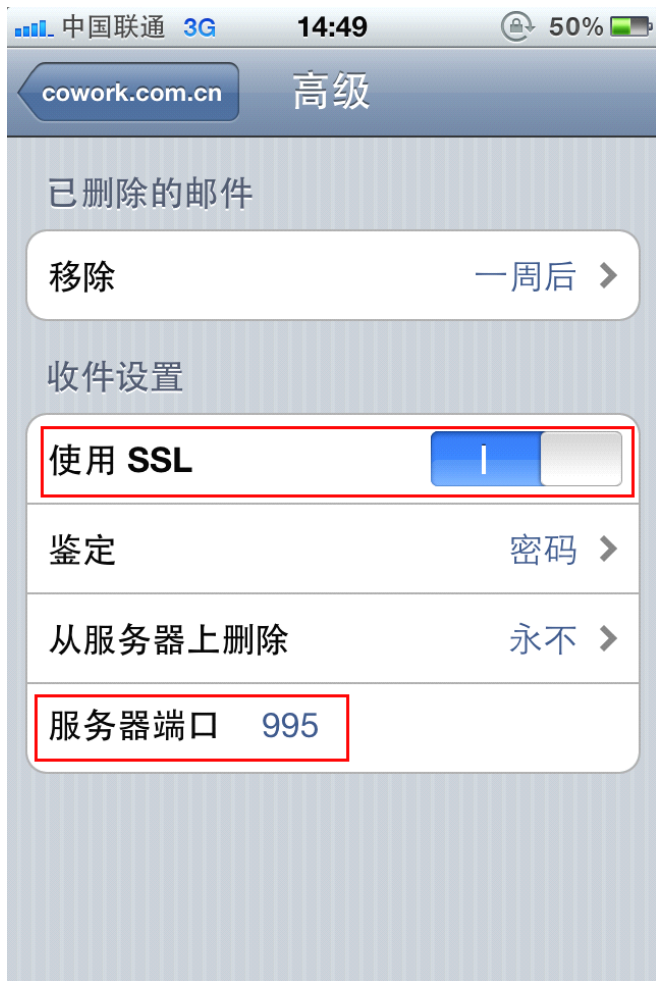 中国联通 3G 14:49 50%
cowork.com.cn 高级
已删除的邮件
移除 一周后
收件设置
使用 SSL
鉴定 密码
从服务器上删除 永不
服务器端口 995